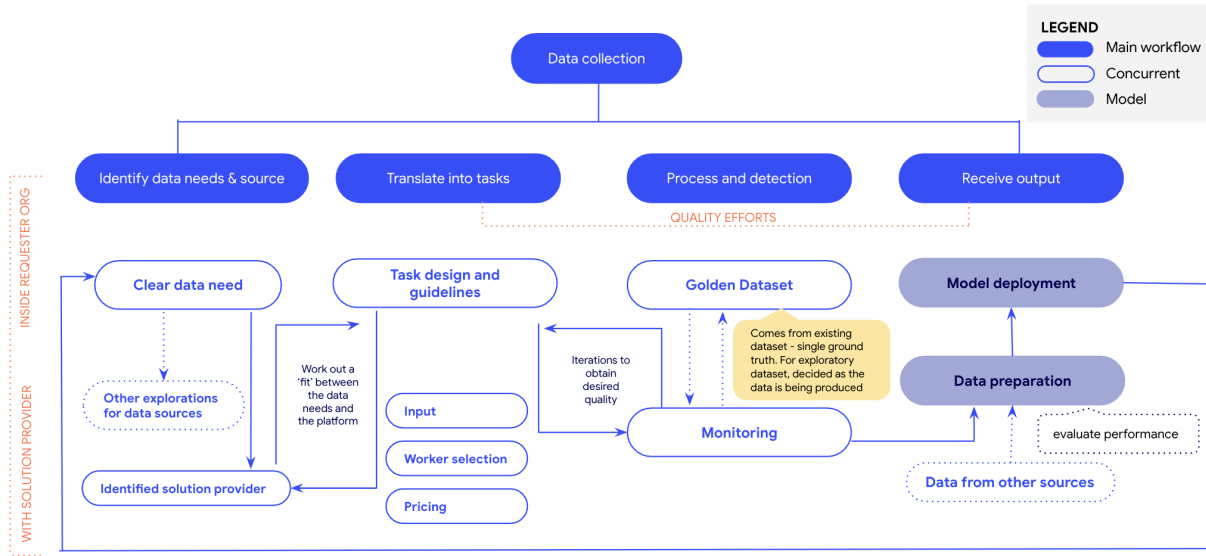 LEGEND
Main workflow
Concurrent
Model
Data collection
Identify data needs & source
Translate into tasks
Process and detection
Receive output
QUALITY EFFORTS
INSIDE REQUESTER ORG
WITH SOLUTION PROVIDER
Clear data need
Other explorations
for data sources
Identified solution provider
Work out a
‘fit’ between
the data
needs and
the platform
Task design and
guidelines
Input
Worker selection
Pricing
Iterations to
obtain
desired
quality
Golden Dataset
Comes from existing
dataset - single ground
truth. For exploratory
dataset, decided as the
data is being produced
Monitoring
Model deployment
Data preparation
evaluate performance
Data from other sources